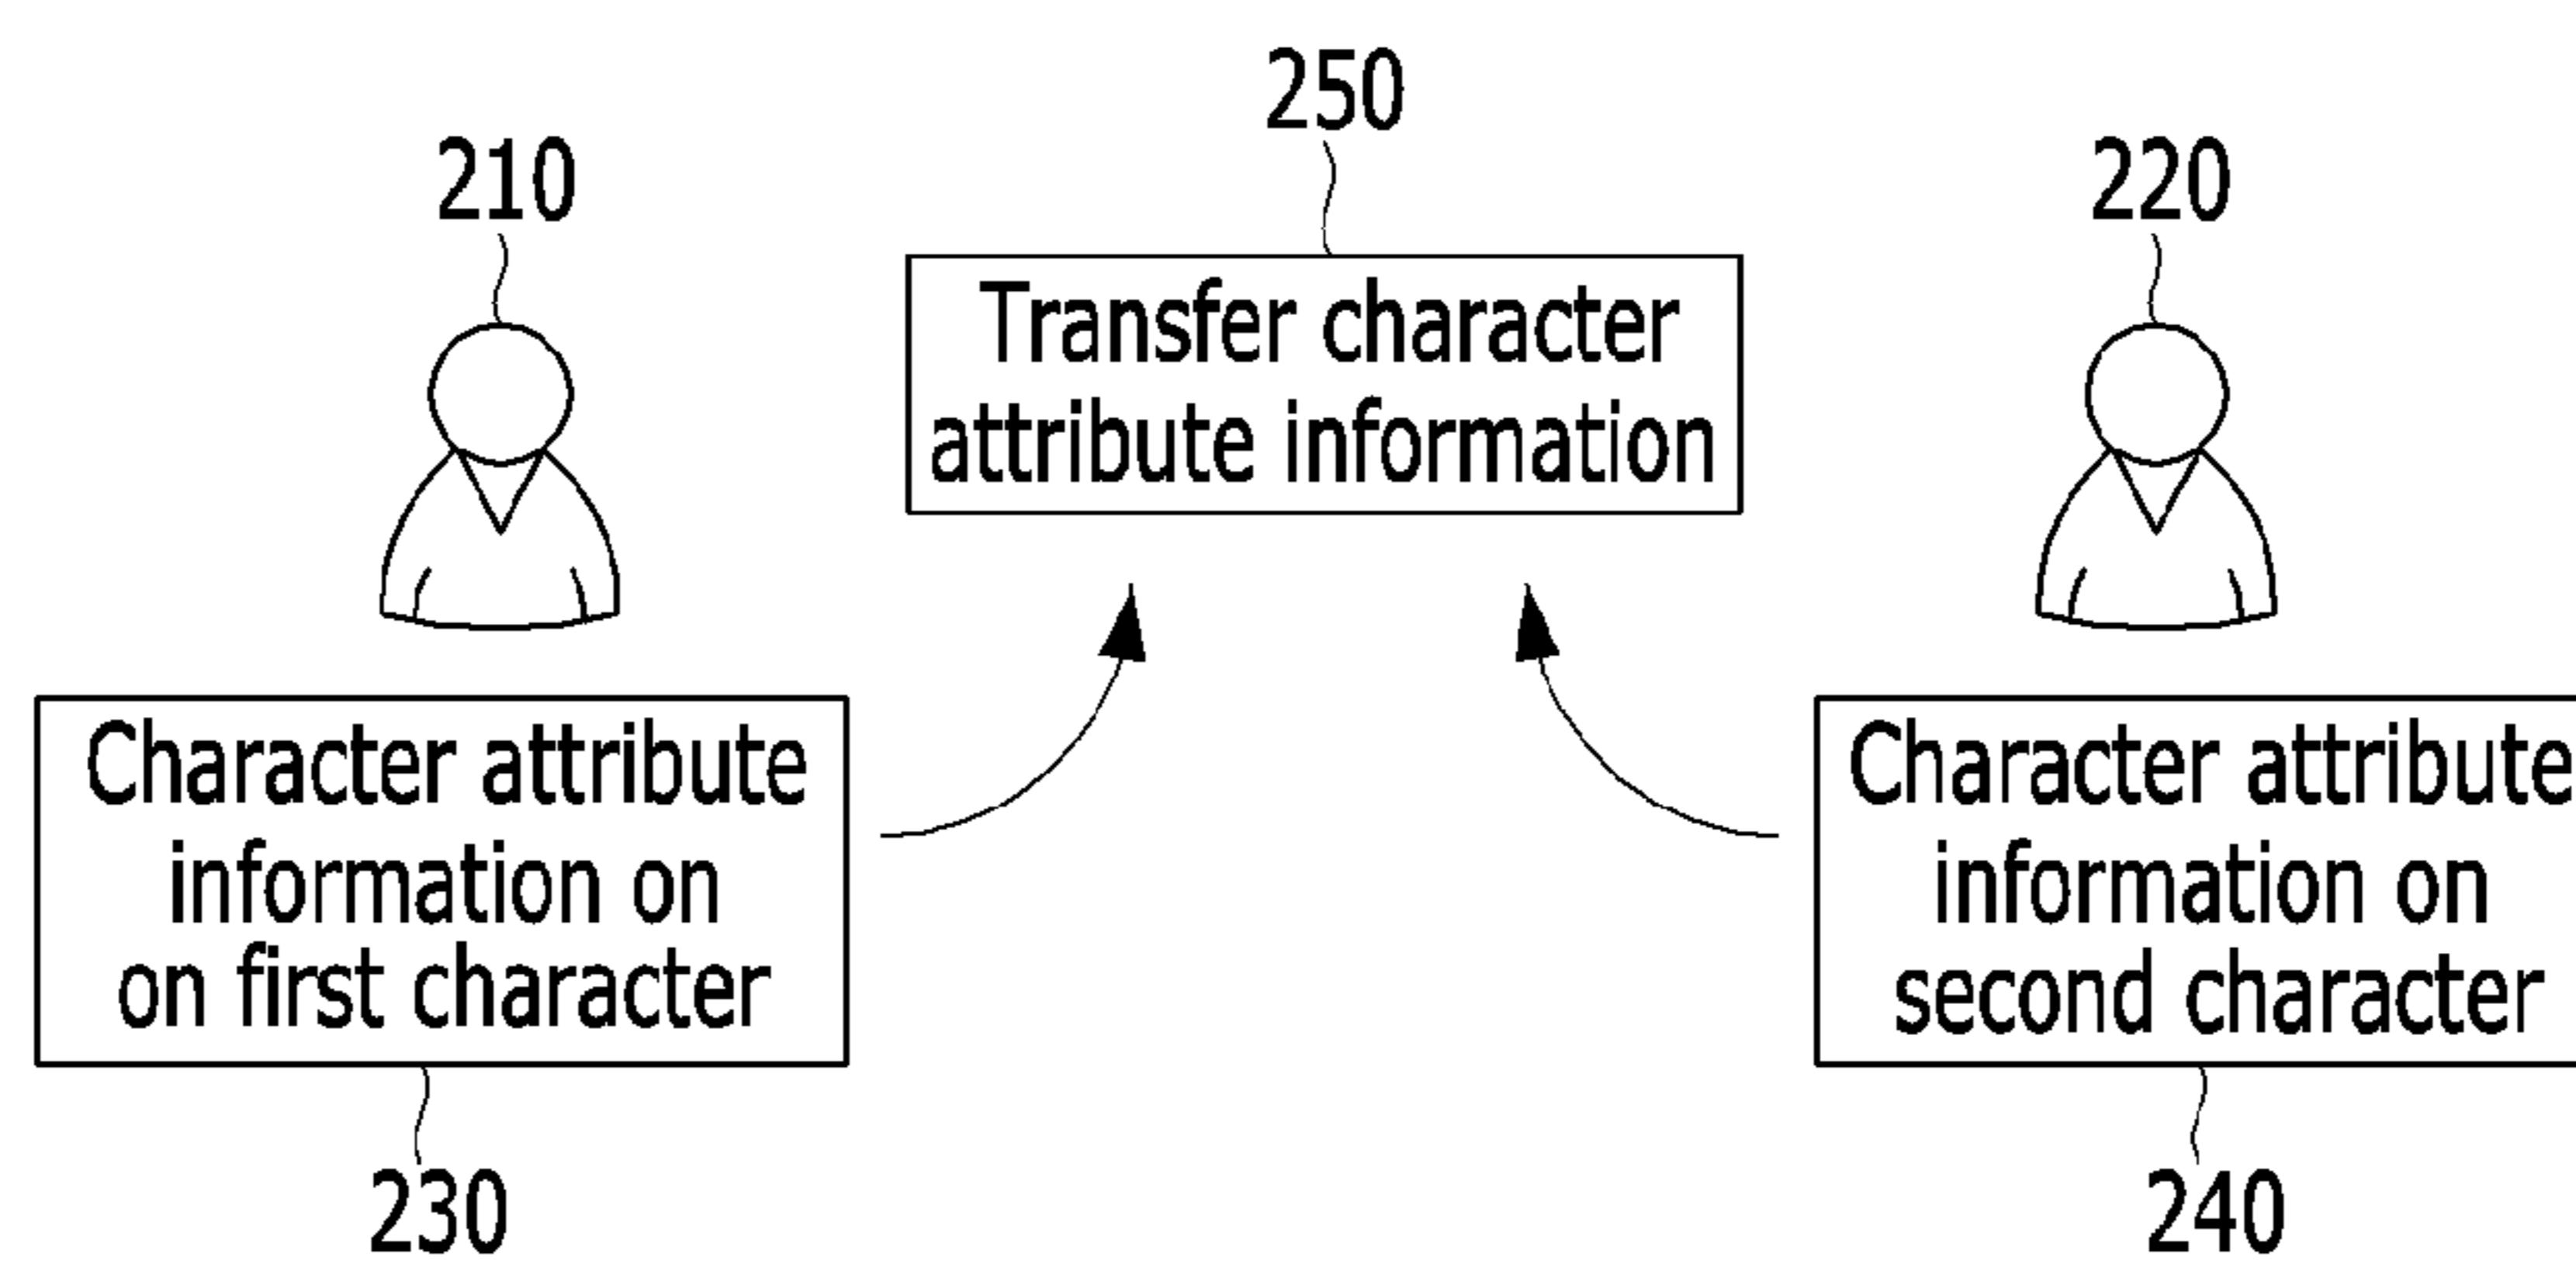 250
210
220
Transfer character
attribute information
Character attribute
information on
on first character
Character attribute
information on
second character
230
240